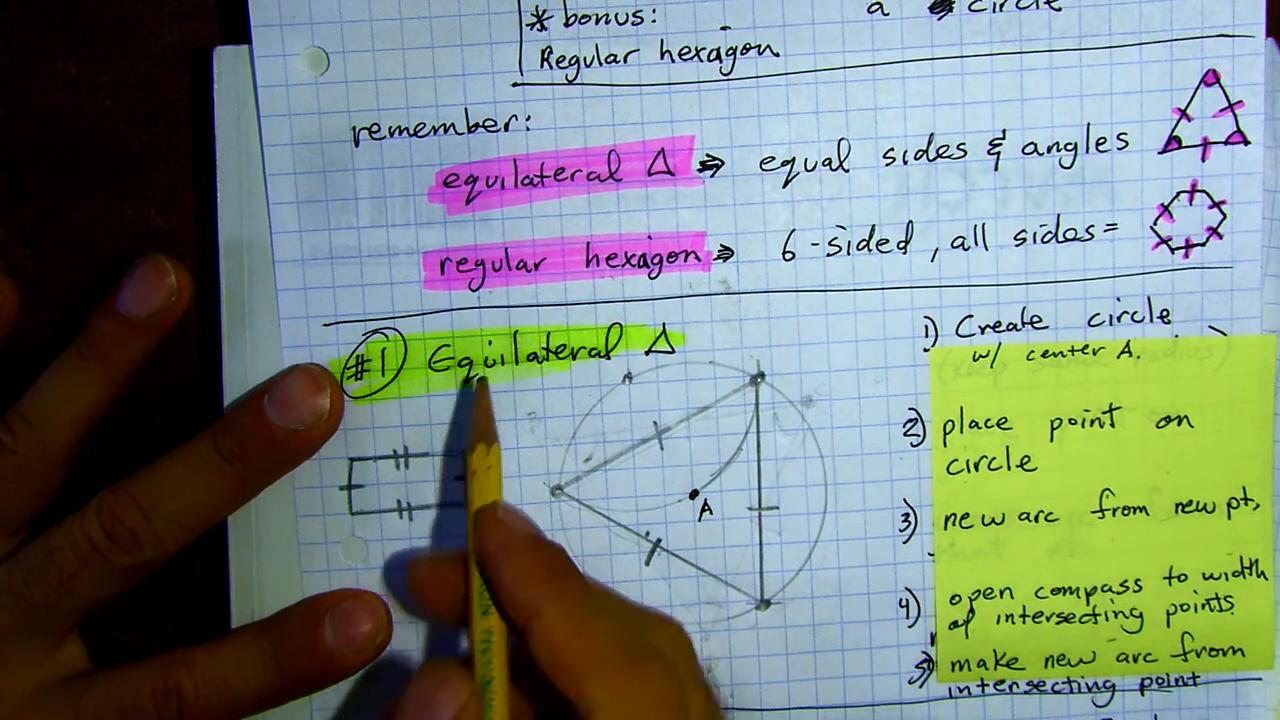 * bonus:
a circle
Regular hexagon
remember:
equilateral Δ ⇒ equal sides & angles
regular hexagon ⇒ 6-sided, all sides =
#1 Equilateral Δ
A
1) Create circle
w/ center A.
2) place point on
circle
3) new arc from new pt.
4) open compass to width
of intersecting points
5) make new arc from
intersecting point